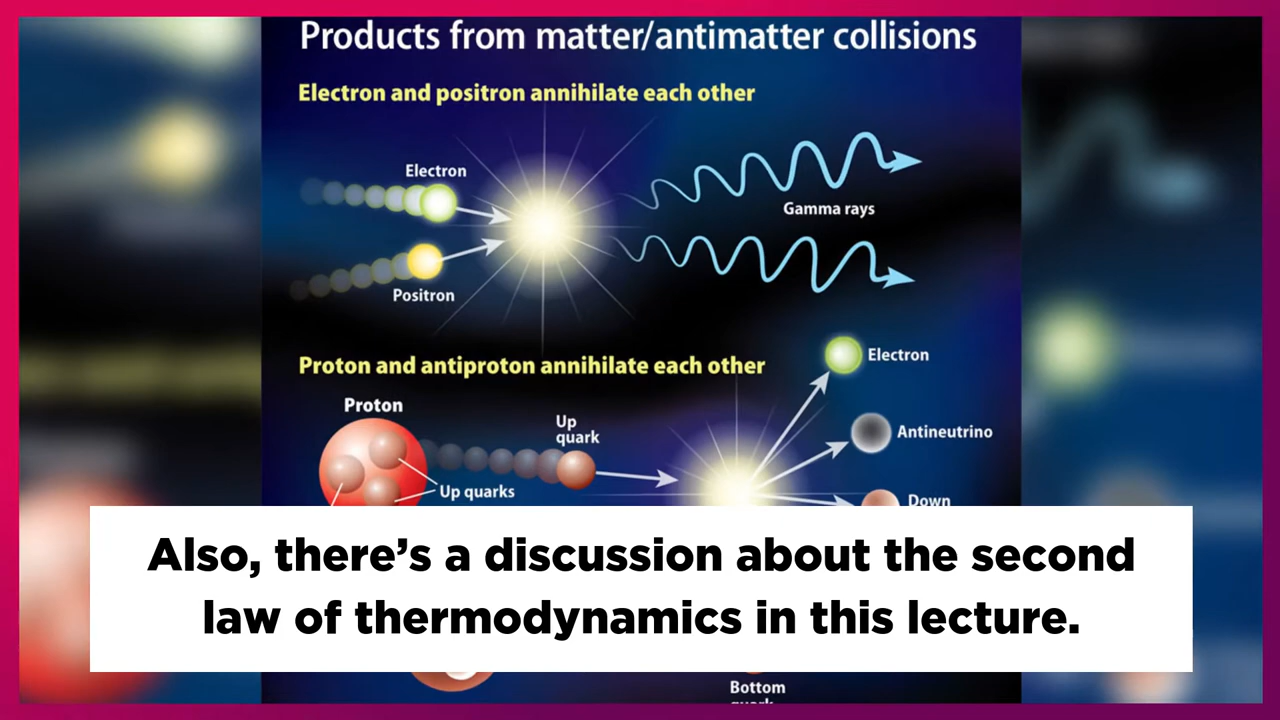 Products from matter/antimatter collisions
Electron and positron annihilate each other
Electron
Gamma rays
Positron
Proton and antiproton annihilate each other
Electron
Proton
Up
quark
Antineutrino
Up quarks
Down
Also, there’s a discussion about the second
law of thermodynamics in this lecture.
Bottom